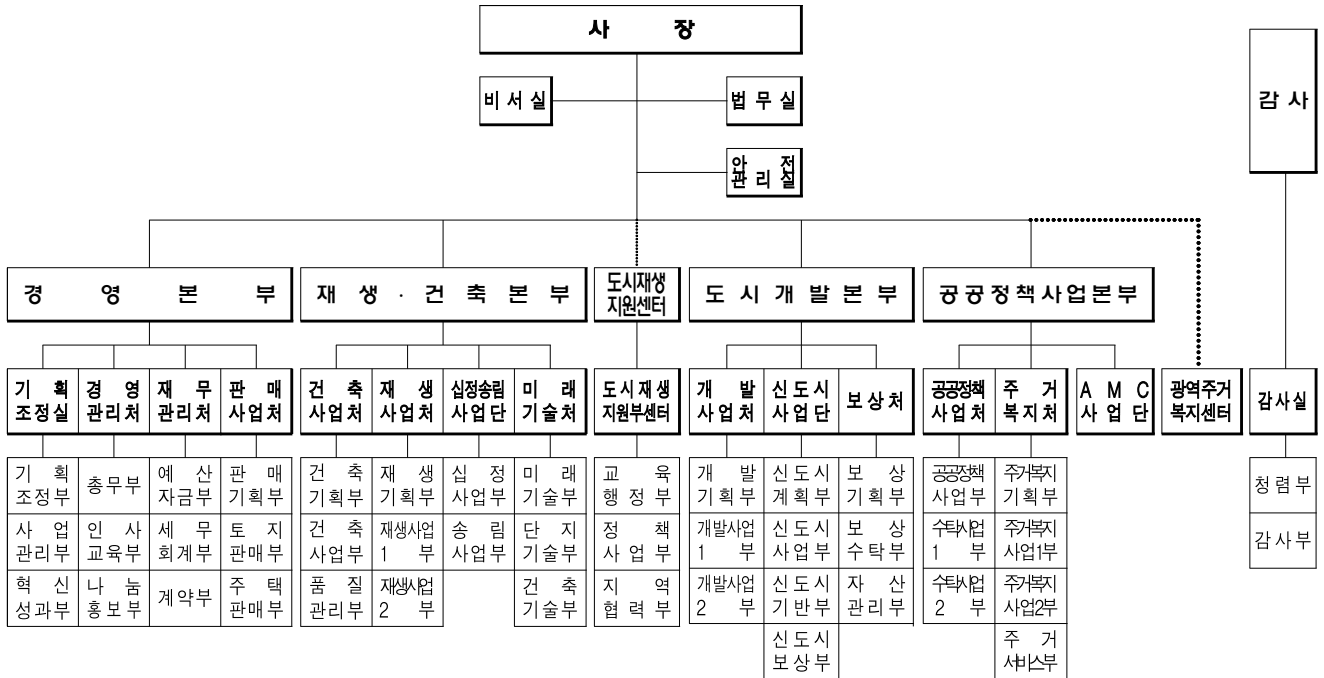 사 장
감 사
비 서 실
법 무 실
안 전
관 리 실
경 영 본 부
재 생 · 건 축 본 부
도시재생
지원센터
도 시 개 발 본 부
공 공 정 책 사 업 본 부
기 획
조정실
경 영
관리처
재 무
관리처
판 매
사업처
건 축
사업처
재 생
사업처
십정송림
사업단
미 래
기술처
도시재생
지원부센터
개 발
사업처
신도시
사업단
보상처
공공정책
사업처
주 거
복지처
A M C
사업단
광역주거
복지센터
감사실
기 획
조정부
사 업
관리부
혁 신
성과부
총무부
인 사
교육부
나 눔
홍보부
예 산
자금부
세 무
회계부
계약부
판 매
기획부
토 지
판매부
주 택
판매부
건 축
기획부
건 축
사업부
품 질
관리부
재 생
기획부
재생사업
1 부
재생사업
2 부
십 정
사업부
송 림
사업부
미 래
기술부
단 지
기술부
건 축
기술부
교 육
행정부
정 책
사업부
지 역
협력부
개 발
기획부
개발사업
1 부
개발사업
2 부
신도시
계획부
신도시
사업부
신도시
기반부
신도시
보상부
보 상
기획부
보 상
수탁부
자 산
관리부
공공정책
사업부
수탁사업
1 부
수탁사업
2 부
주거복지
기획부
주거복지
사업1부
주거복지
사업2부
주 거
서비스부
청렴부
감사부